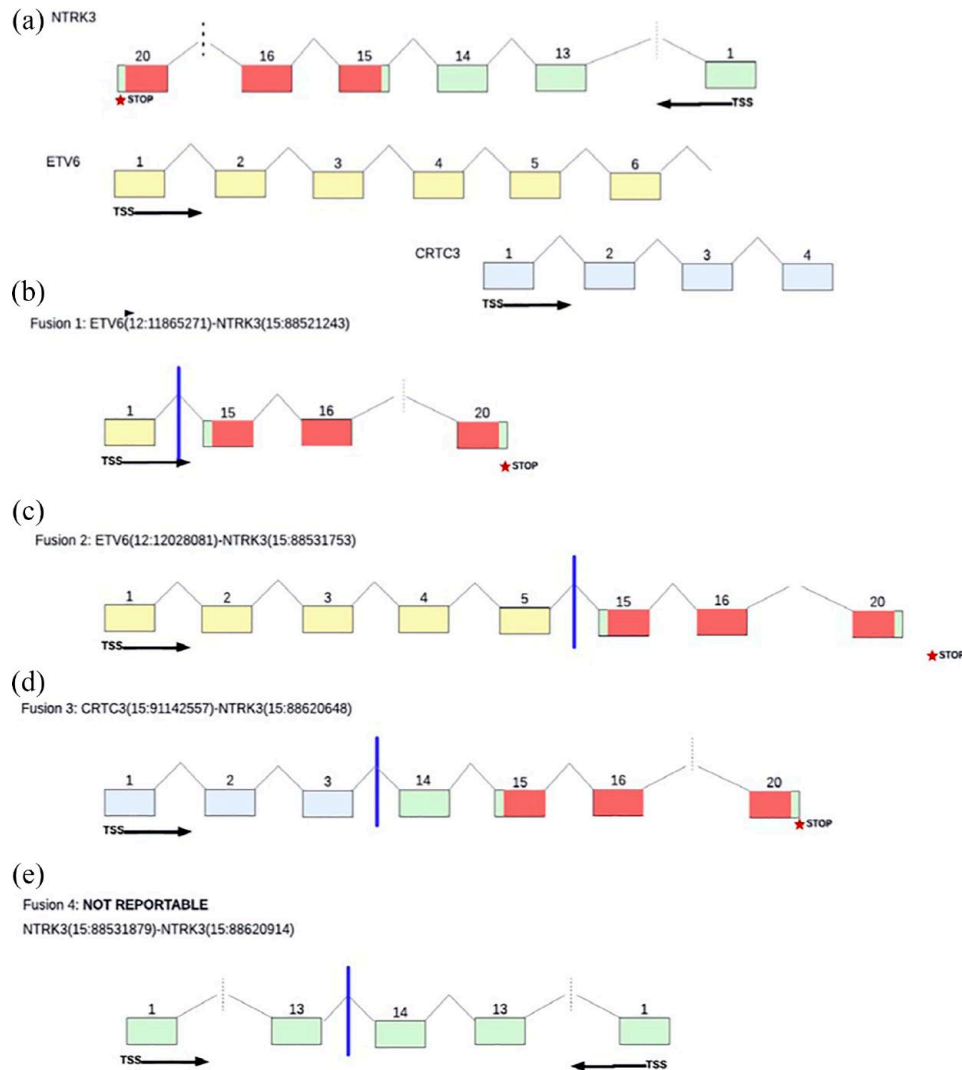 (a)
NTRK3
20 16 15 14 13 1
STOP
TSS
ETV6
1 2 3 4 5 6
TSS
CRTC3
1 2 3 4
TSS
(b)
Fusion 1: ETV6(12:11865271)-NTRK3(15:88521243)
1 15 16 20
TSS
STOP
(c)
Fusion 2: ETV6(12:12028081)-NTRK3(15:88531753)
1 2 3 4 5 15 16 20
TSS
STOP
(d)
Fusion 3: CRTC3(15:91142557)-NTRK3(15:88620648)
1 2 3 14 15 16 20
TSS
STOP
(e)
Fusion 4: NOT REPORTABLE
NTRK3(15:88531879)-NTRK3(15:88620914)
1 13 14 13 1
TSS TSS